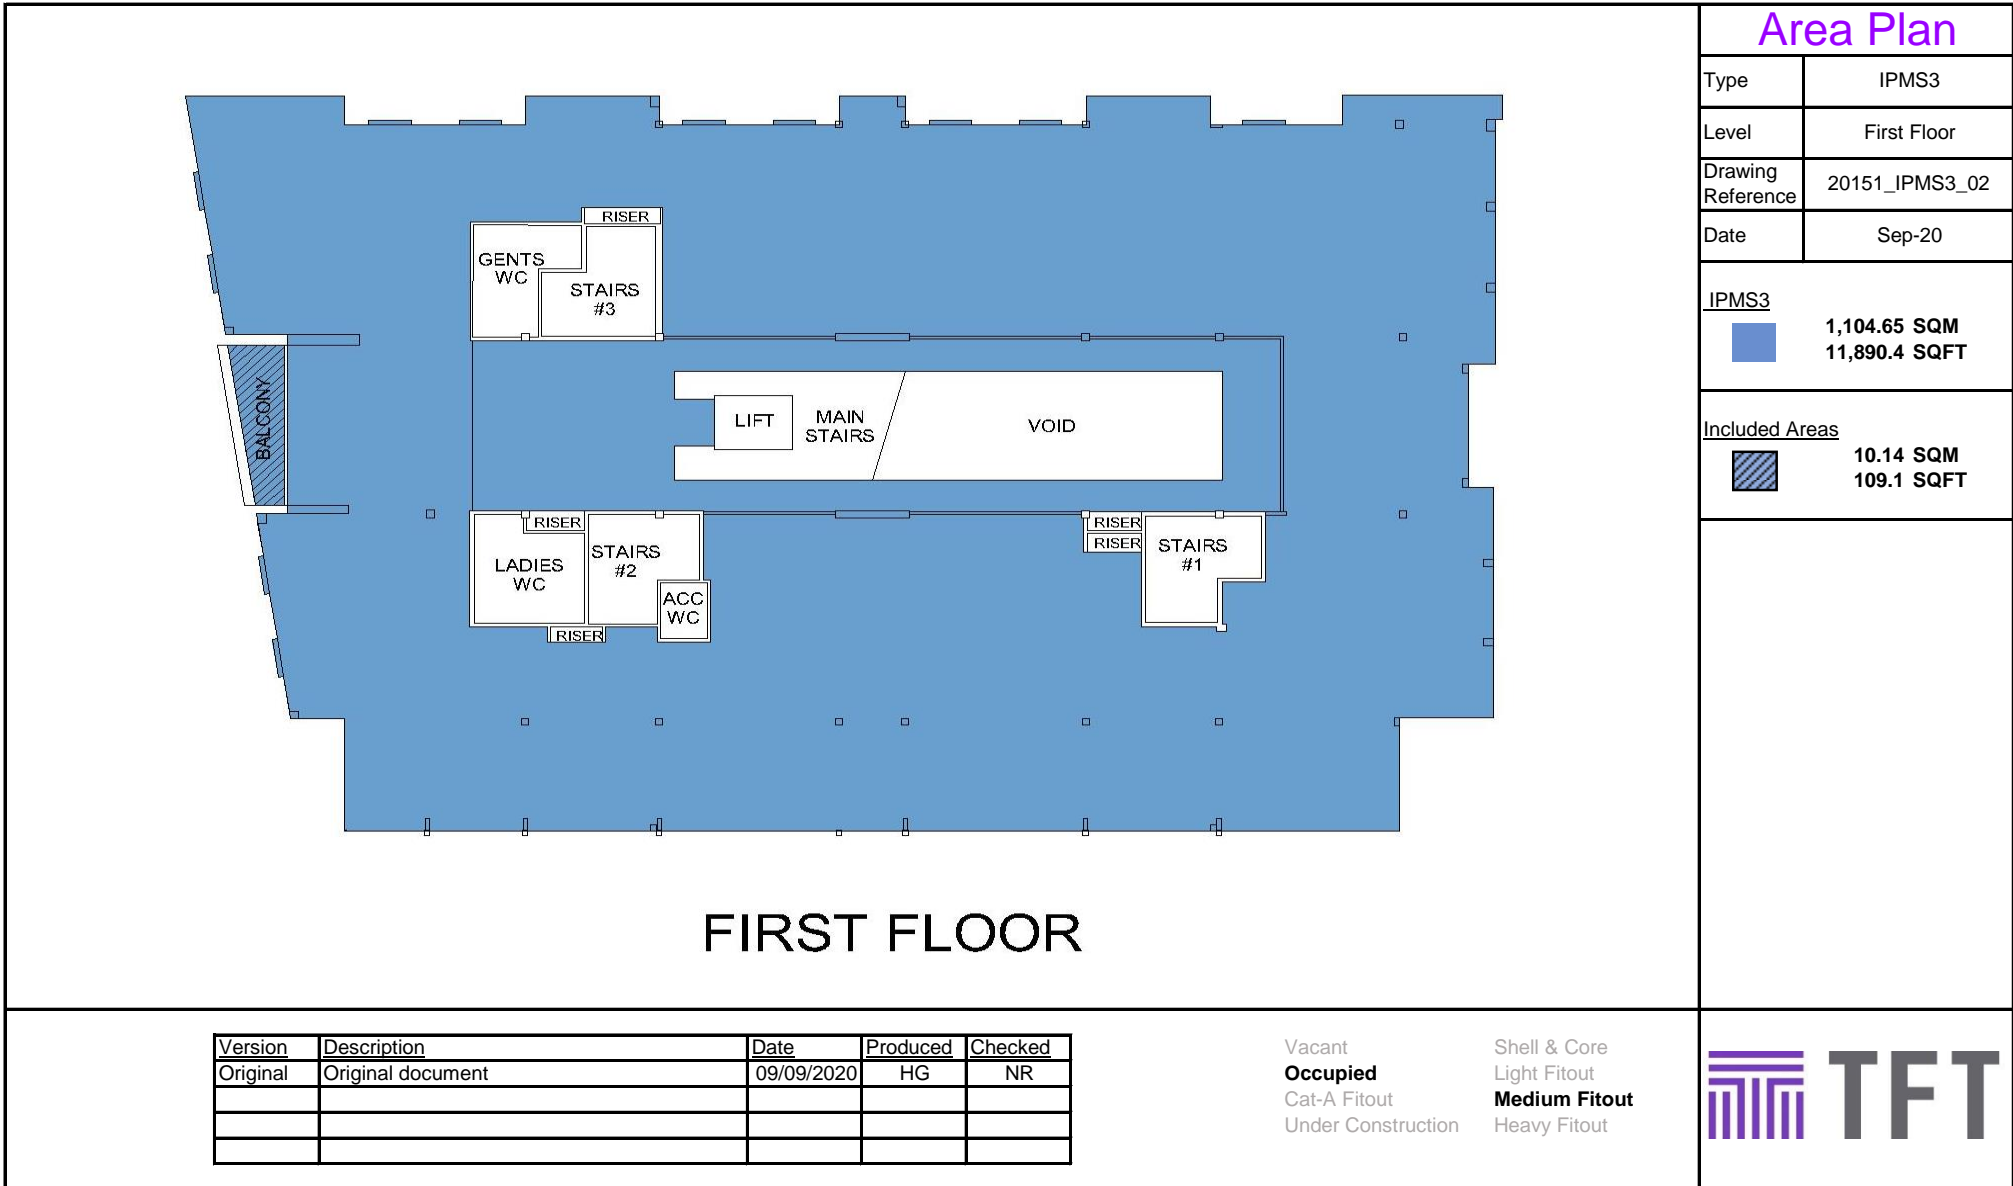 Area Plan
Type IPMS3
Level First Floor
Drawing
Reference 20151_IPMS3_02
Date Sep-20
IPMS3
1,104.65 SQM
11,890.4 SQFT
Included Areas
10.14 SQM
109.1 SQFT
RISER
GENTS
WC
STAIRS
#3
BALCONY
LIFT
MAIN
STAIRS
VOID
RISER
LADIES
WC
STAIRS
#2
ACC
WC
RISER
RISER
RISER
STAIRS
#1
FIRST FLOOR
Version Description Date Produced Checked
Original Original document 09/09/2020 HG NR
Vacant Shell & Core
Occupied Light Fitout
Cat-A Fitout Medium Fitout
Under Construction Heavy Fitout
TFT